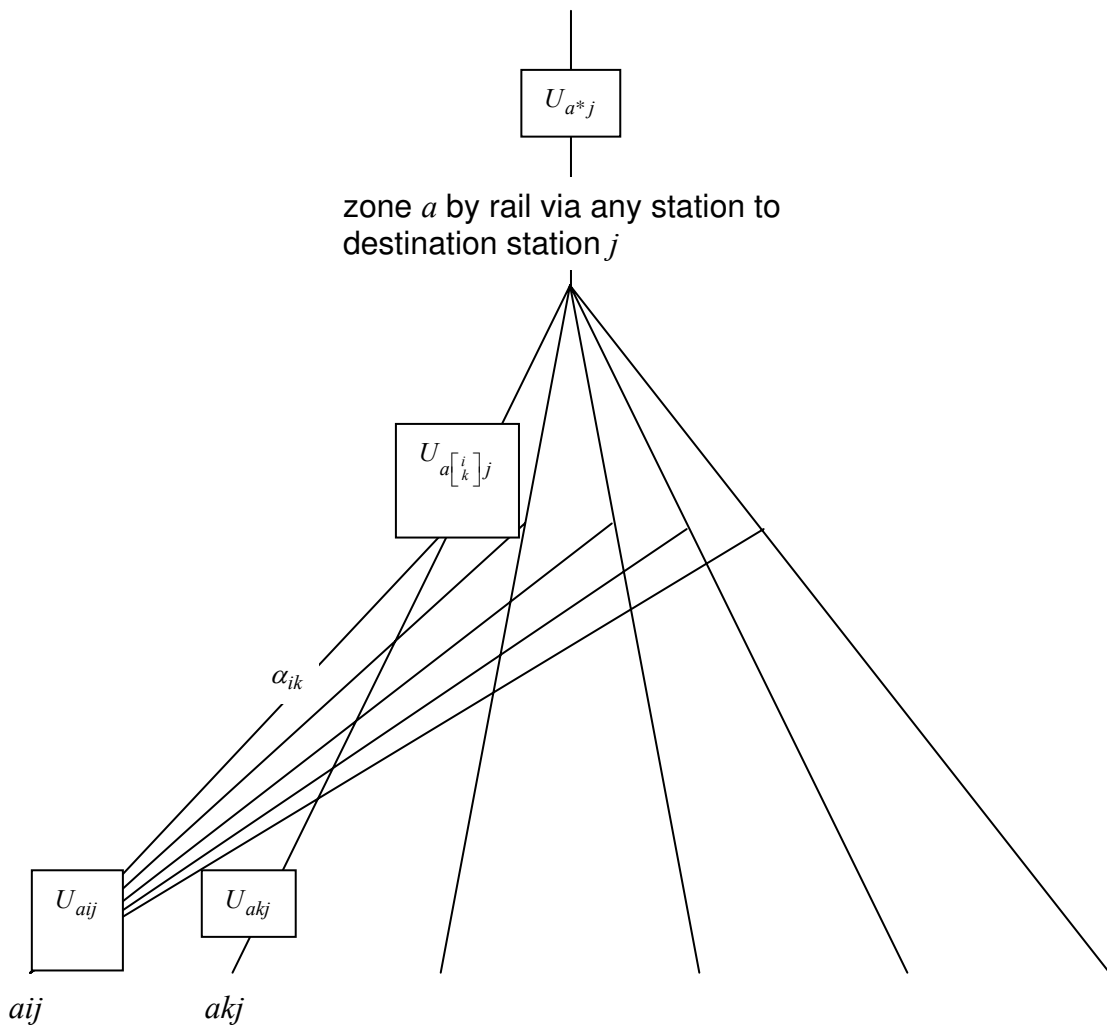 U_{a*j}
zone a by rail via any station to
destination station j
U_{a[^i_k]j}
α_{ik}
U_{aij}
U_{akj}
aij
akj